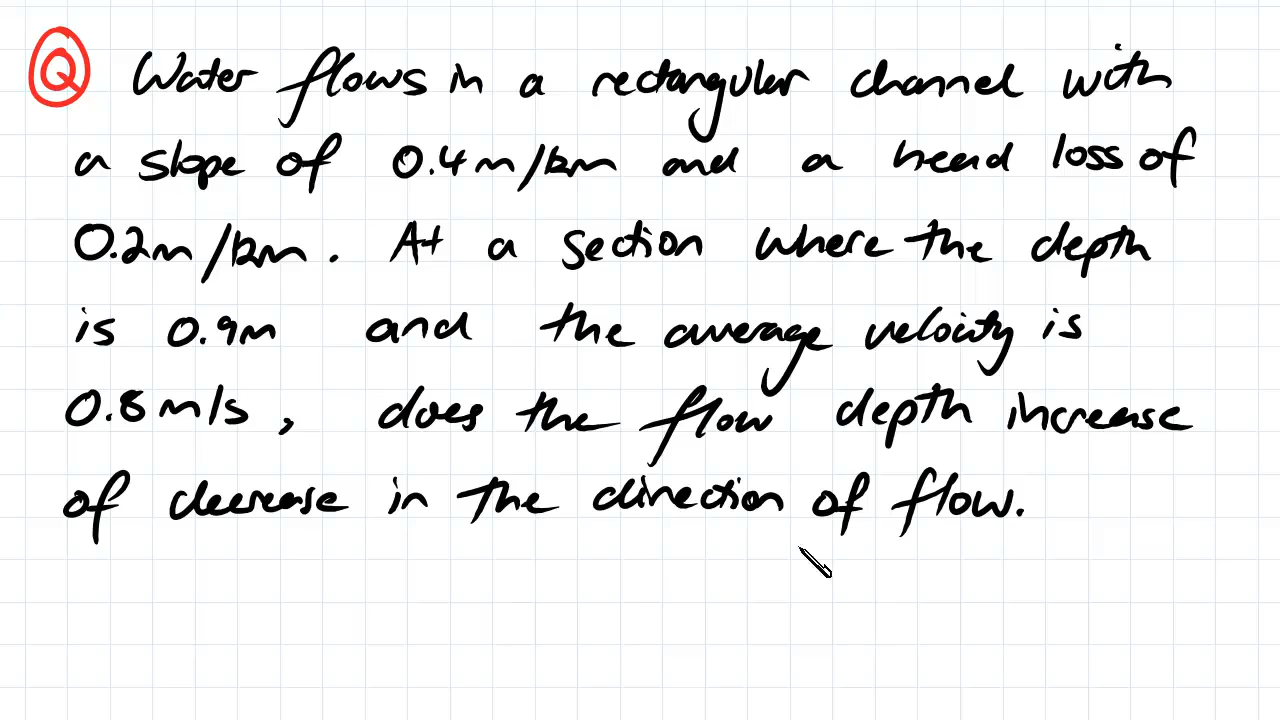 Q Water flows in a rectangular channel with
a slope of 0.4m/km and a head loss of
0.2m/km. At a section where the depth
is 0.9m and the average velocity is
0.8m/s, does the flow depth increase
of decrease in the direction of flow.